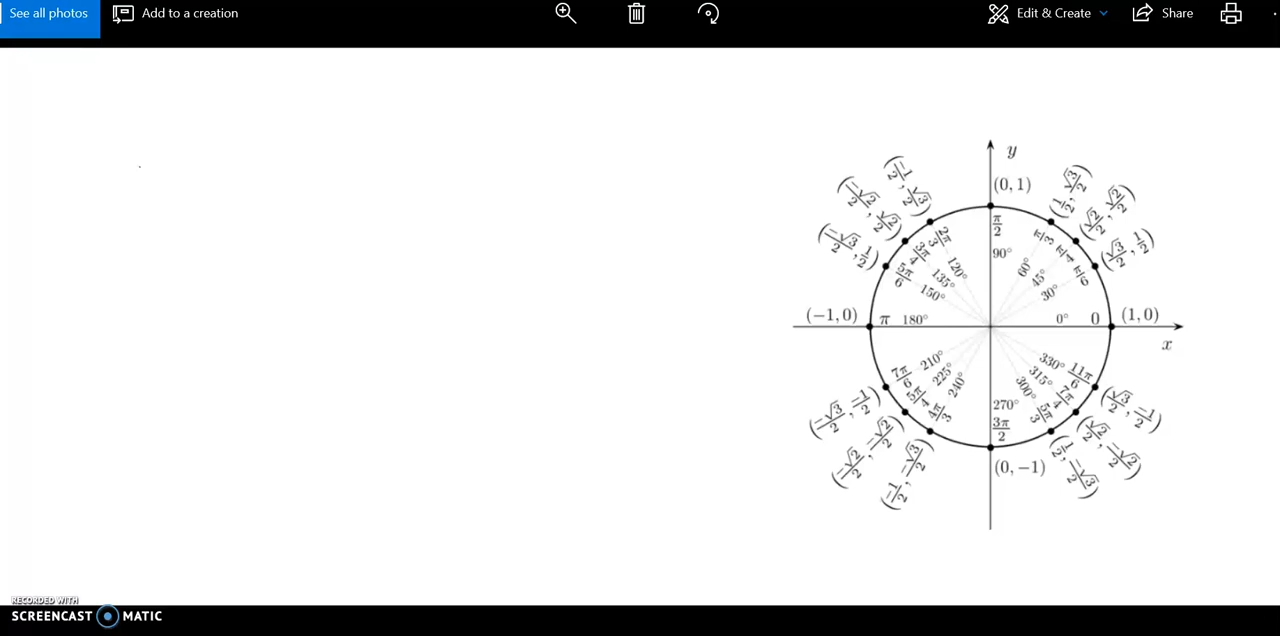 See all photos
Add to a creation
Edit & Create
Share
y
(0, 1)
(-1/2, √3/2)
(1/2, √3/2)
(-√2/2, √2/2)
(√2/2, √2/2)
(-√3/2, 1/2)
(√3/2, 1/2)
π/2
2π/3
π/3
3π/4
π/4
5π/6
π/6
90°
120°
60°
135°
45°
150°
30°
(−1, 0)
π
180°
0°
0
(1, 0)
x
7π/6
210°
330°
11π/6
225°
315°
5π/4
7π/4
240°
300°
4π/3
5π/3
270°
3π/2
(-√3/2, -1/2)
(√3/2, -1/2)
(-√2/2, -√2/2)
(√2/2, -√2/2)
(-1/2, -√3/2)
(1/2, -√3/2)
(0, −1)
RECORDED WITH
SCREENCAST MATIC